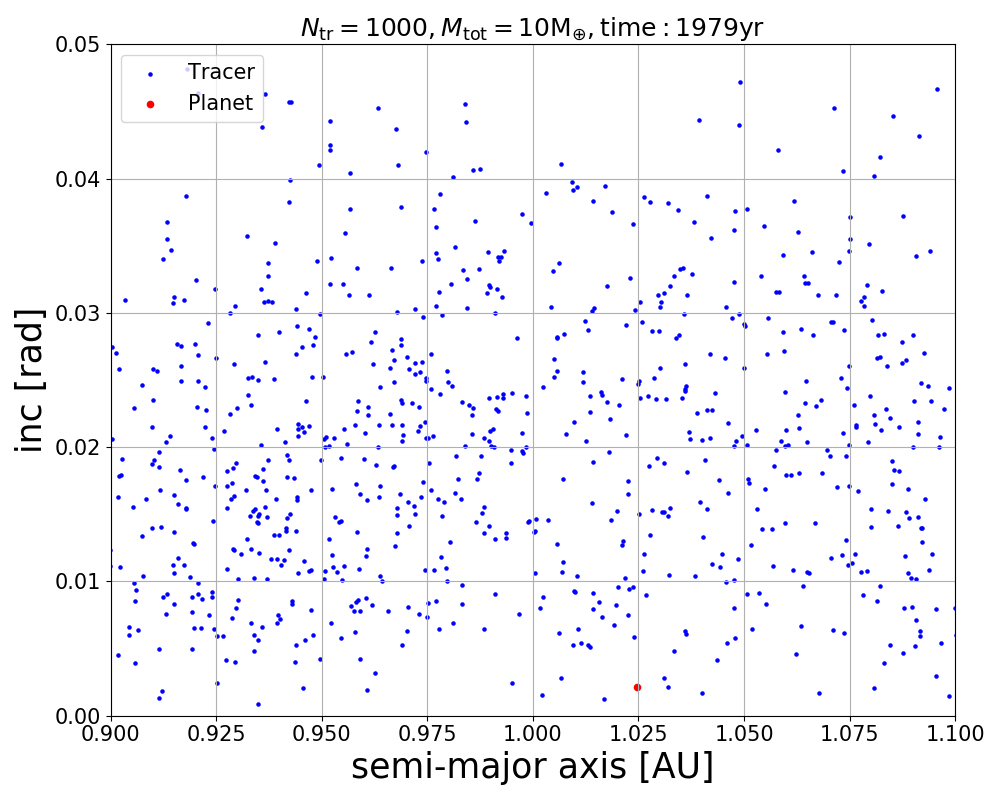 N_tr = 1000, M_tot = 10M_⊕, time : 1979yr
Tracer
Planet
inc [rad]
0.05
0.04
0.03
0.02
0.01
0.00
0.900 0.925 0.950 0.975 1.000 1.025 1.050 1.075 1.100
semi-major axis [AU]